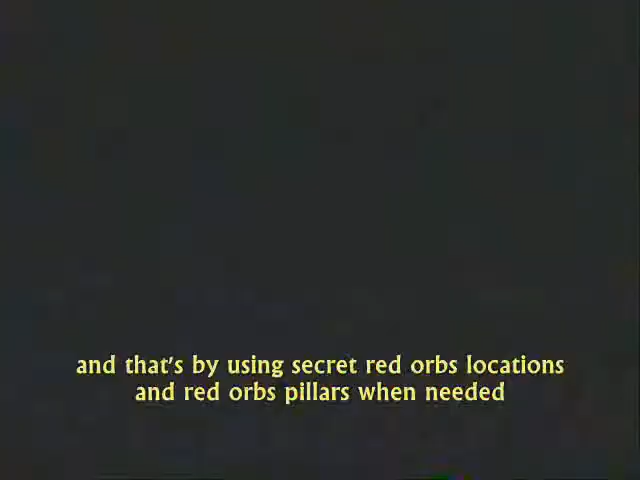 and that's by using secret red orbs locations
and red orbs pillars when needed